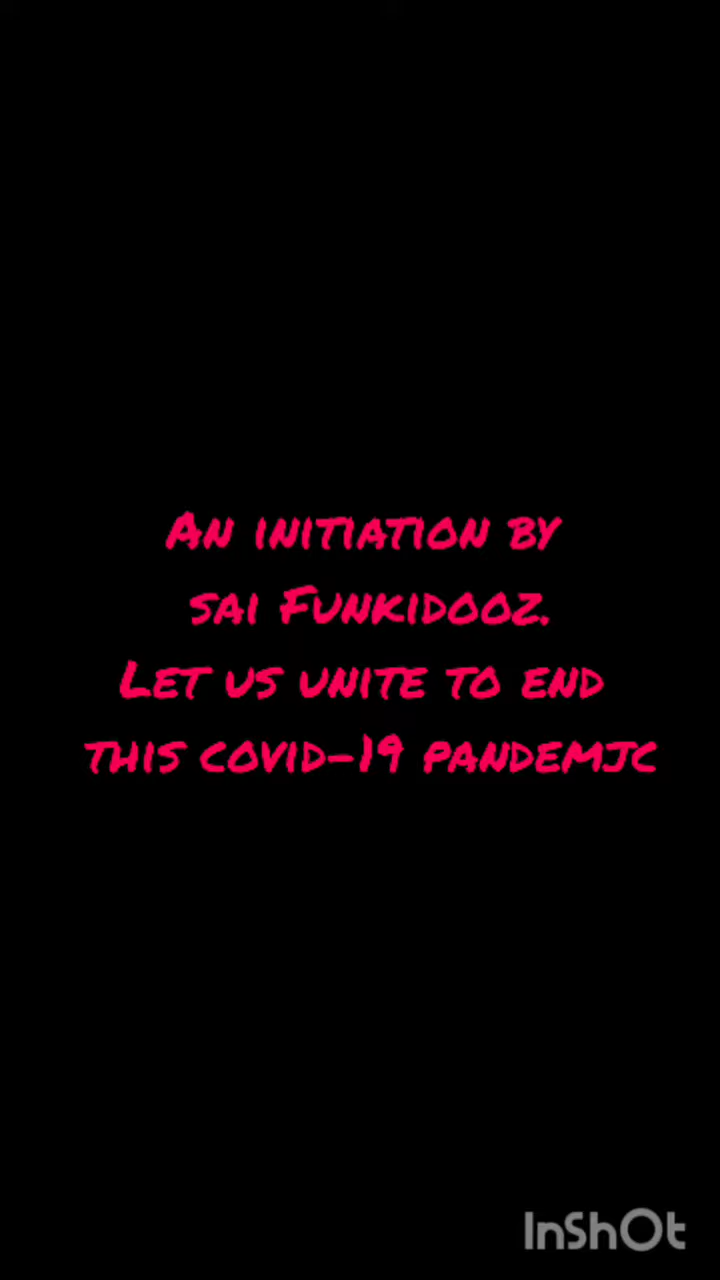 An initiation by
sai Funkidooz.
Let us unite to end
this covid-19 pandemjc
InShOt